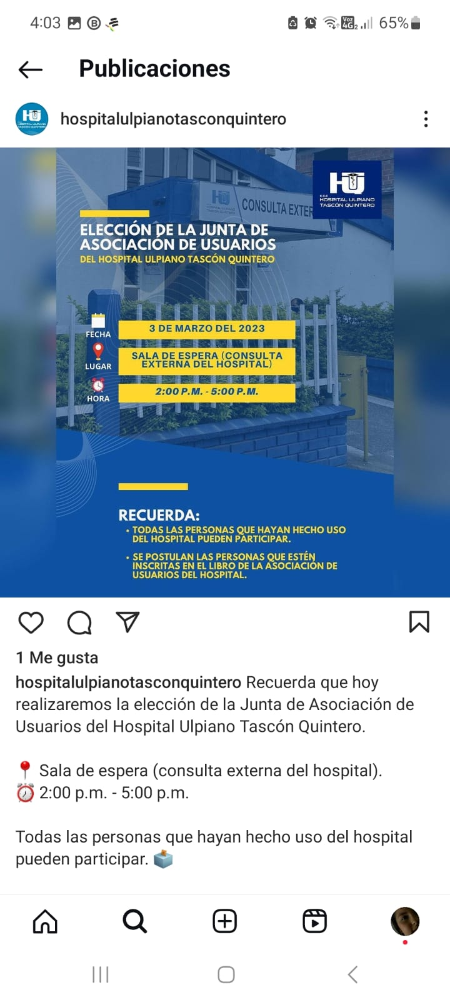 4:03
Voz
4G 2
65%
Publicaciones
hospitalulpianotasconquintero
HU
E.S.E
HOSPITAL ULPIANO
TASCÓN QUINTERO
CONSULTA EXTER
ELECCIÓN DE LA JUNTA DE
ASOCIACIÓN DE USUARIOS
DEL HOSPITAL ULPIANO TASCÓN QUINTERO
FECHA
3 DE MARZO DEL 2023
LUGAR
SALA DE ESPERA (CONSULTA
EXTERNA DEL HOSPITAL)
HORA
2:00 P.M. - 5:00 P.M.
RECUERDA:
• TODAS LAS PERSONAS QUE HAYAN HECHO USO
DEL HOSPITAL PUEDEN PARTICIPAR.
• SE POSTULAN LAS PERSONAS QUE ESTÉN
INSCRITAS EN EL LIBRO DE LA ASOCIACIÓN DE
USUARIOS DEL HOSPITAL.
1 Me gusta
hospitalulpianotasconquintero Recuerda que hoy
realizaremos la elección de la Junta de Asociación de
Usuarios del Hospital Ulpiano Tascón Quintero.
📍 Sala de espera (consulta externa del hospital).
⏰ 2:00 p.m. - 5:00 p.m.
Todas las personas que hayan hecho uso del hospital
pueden participar. 🗳️